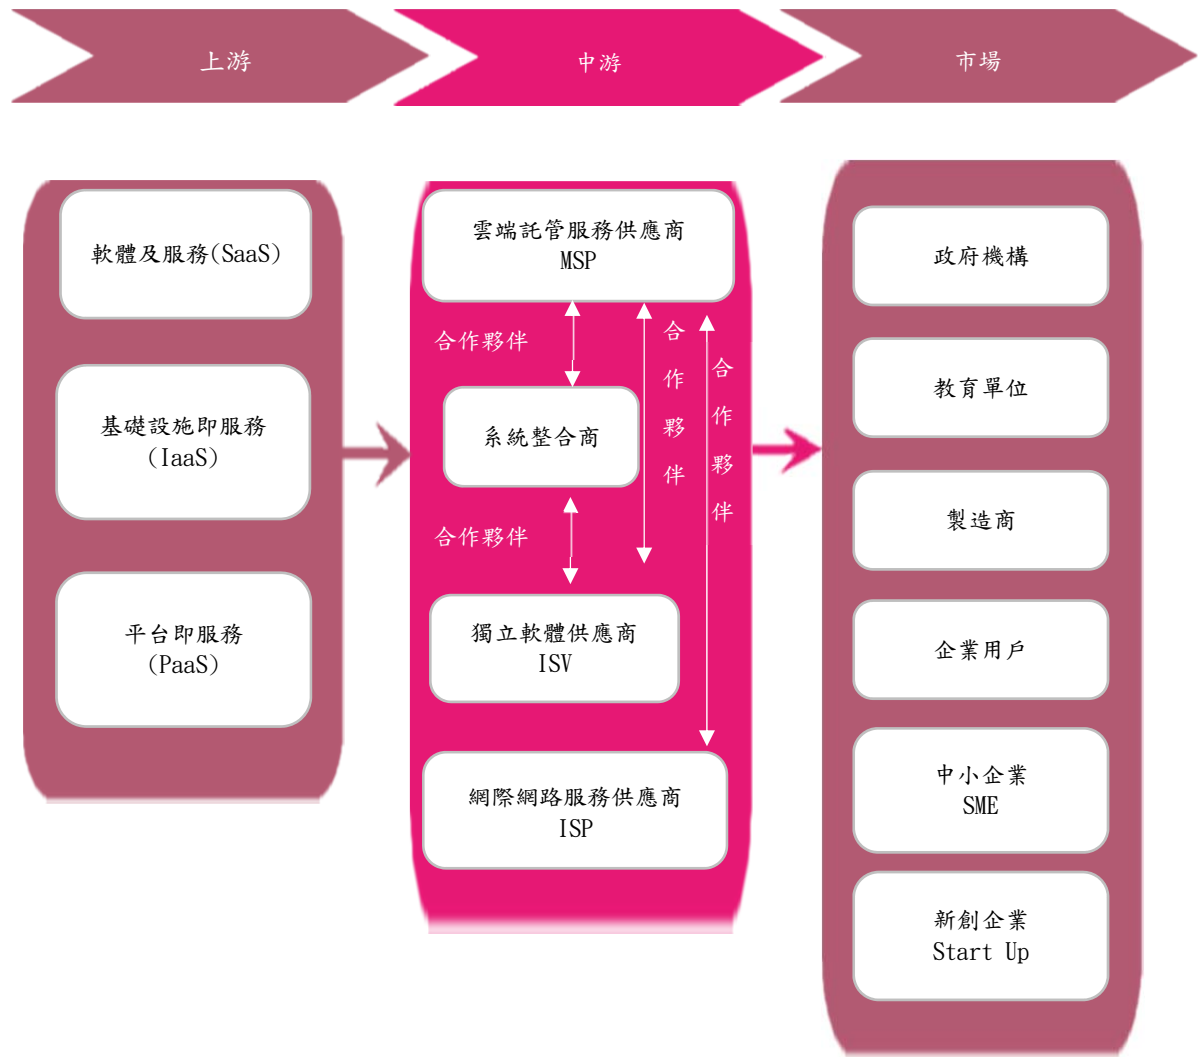 上游
中游
市場
軟體及服務(SaaS)
基礎設施即服務
(IaaS)
平台即服務
(PaaS)
雲端託管服務供應商
MSP
合作夥伴
合作夥伴
合作夥伴
系統整合商
合作夥伴
獨立軟體供應商
ISV
網際網路服務供應商
ISP
政府機構
教育單位
製造商
企業用戶
中小企業
SME
新創企業
Start Up